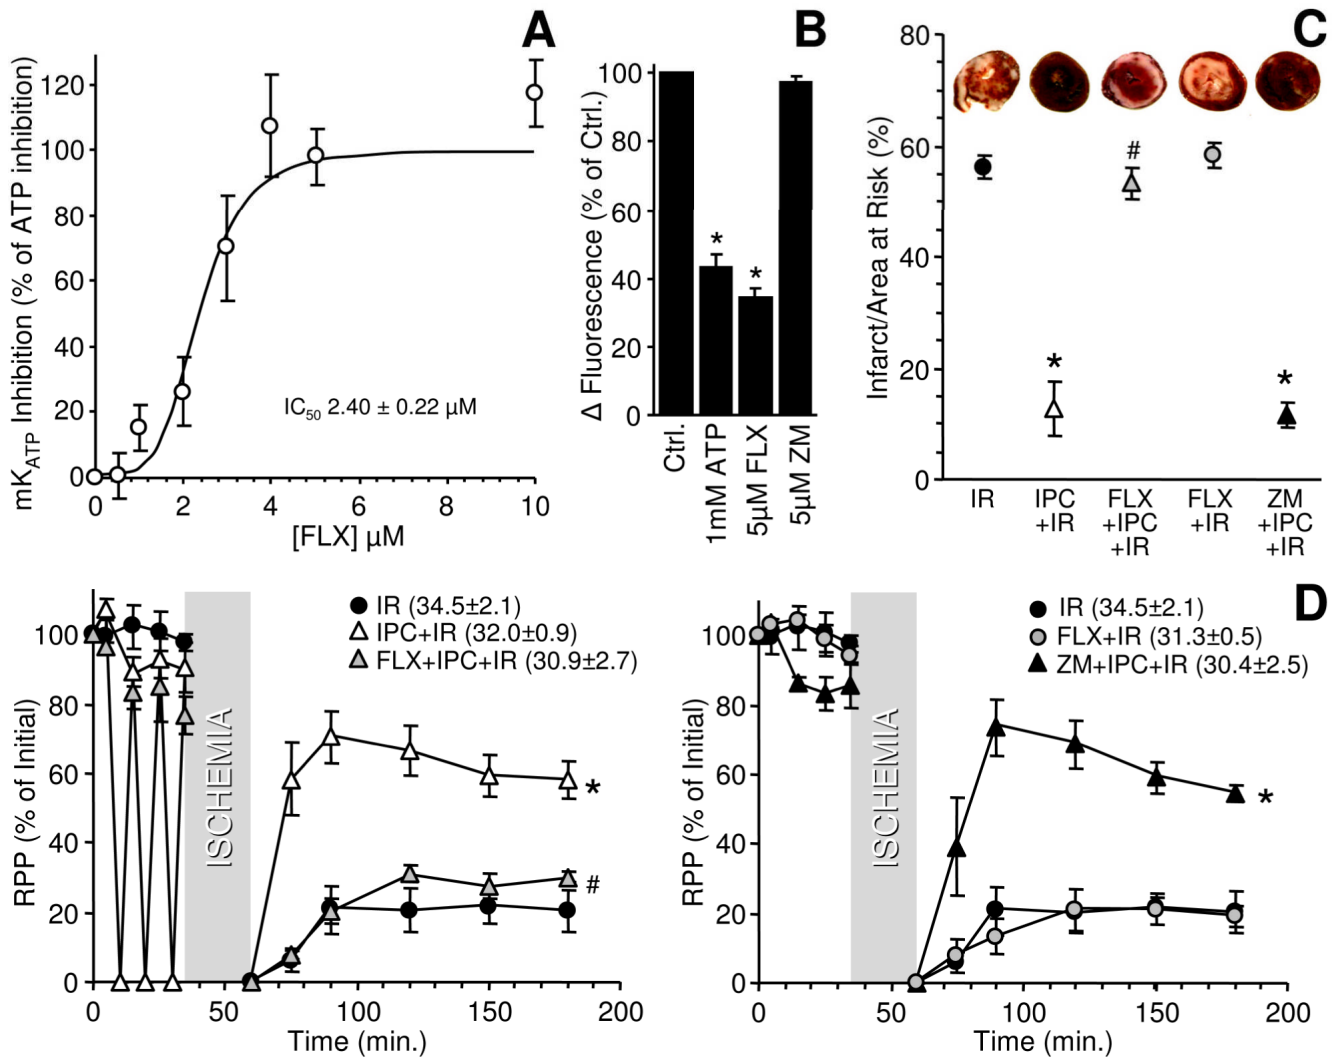 A
mK_ATP Inhibition (% of ATP inhibition)
120
100
80
60
40
20
0
IC50 2.40 ± 0.22 µM
0 2 4 6 8 10
[FLX] µM
B
Δ Fluorescence (% of Ctrl.)
100
80
60
40
20
0
*
*
Ctrl.
1mM ATP
5µM FLX
5µM ZM
C
Infarct/Area at Risk (%)
80
60
40
20
0
#
*
*
IR
IPC
+IR
FLX
+IPC
+IR
FLX
+IR
ZM
+IPC
+IR
RPP (% of Initial)
100
80
60
40
20
0
IR (34.5±2.1)
IPC+IR (32.0±0.9)
FLX+IPC+IR (30.9±2.7)
ISCHEMIA
*
#
0 50 100 150 200
Time (min.)
D
RPP (% of Initial)
100
80
60
40
20
0
IR (34.5±2.1)
FLX+IR (31.3±0.5)
ZM+IPC+IR (30.4±2.5)
ISCHEMIA
*
0 50 100 150 200
Time (min.)